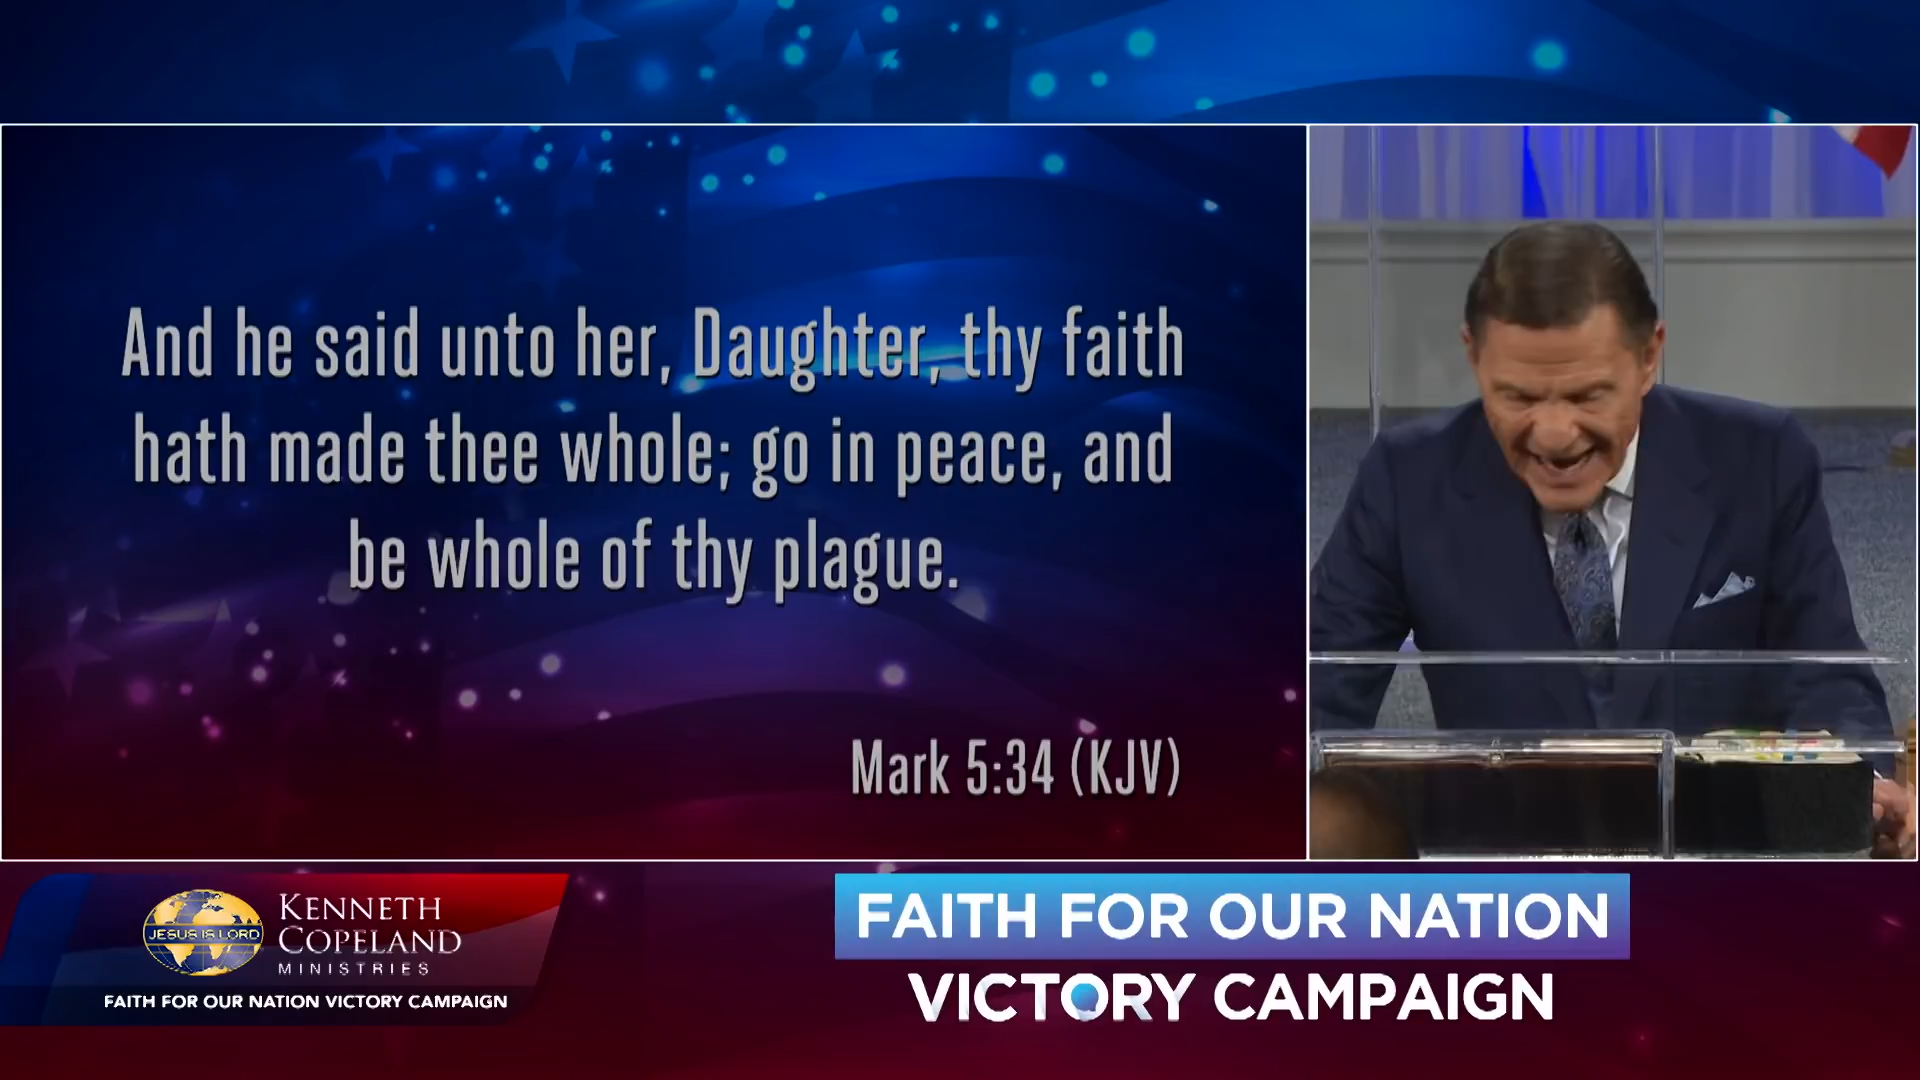 And he said unto her, Daughter, thy faith
hath made thee whole; go in peace, and
be whole of thy plague.
Mark 5:34 (KJV)
JESUS IS LORD
KENNETH
COPELAND
MINISTRIES
FAITH FOR OUR NATION VICTORY CAMPAIGN
FAITH FOR OUR NATION
VICTORY CAMPAIGN